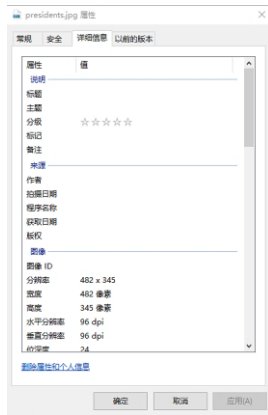 presidents.jpg 属性
常规 安全 详细信息 以前的版本
属性 值
说明
标题
主题
分级
标记
备注
来源
作者
拍摄日期
程序名称
获取日期
版权
图像
图像 ID
分辨率 482 x 345
宽度 482 像素
高度 345 像素
水平分辨率 96 dpi
垂直分辨率 96 dpi
位深度 24
删除属性和个人信息
确定 取消 应用(A)